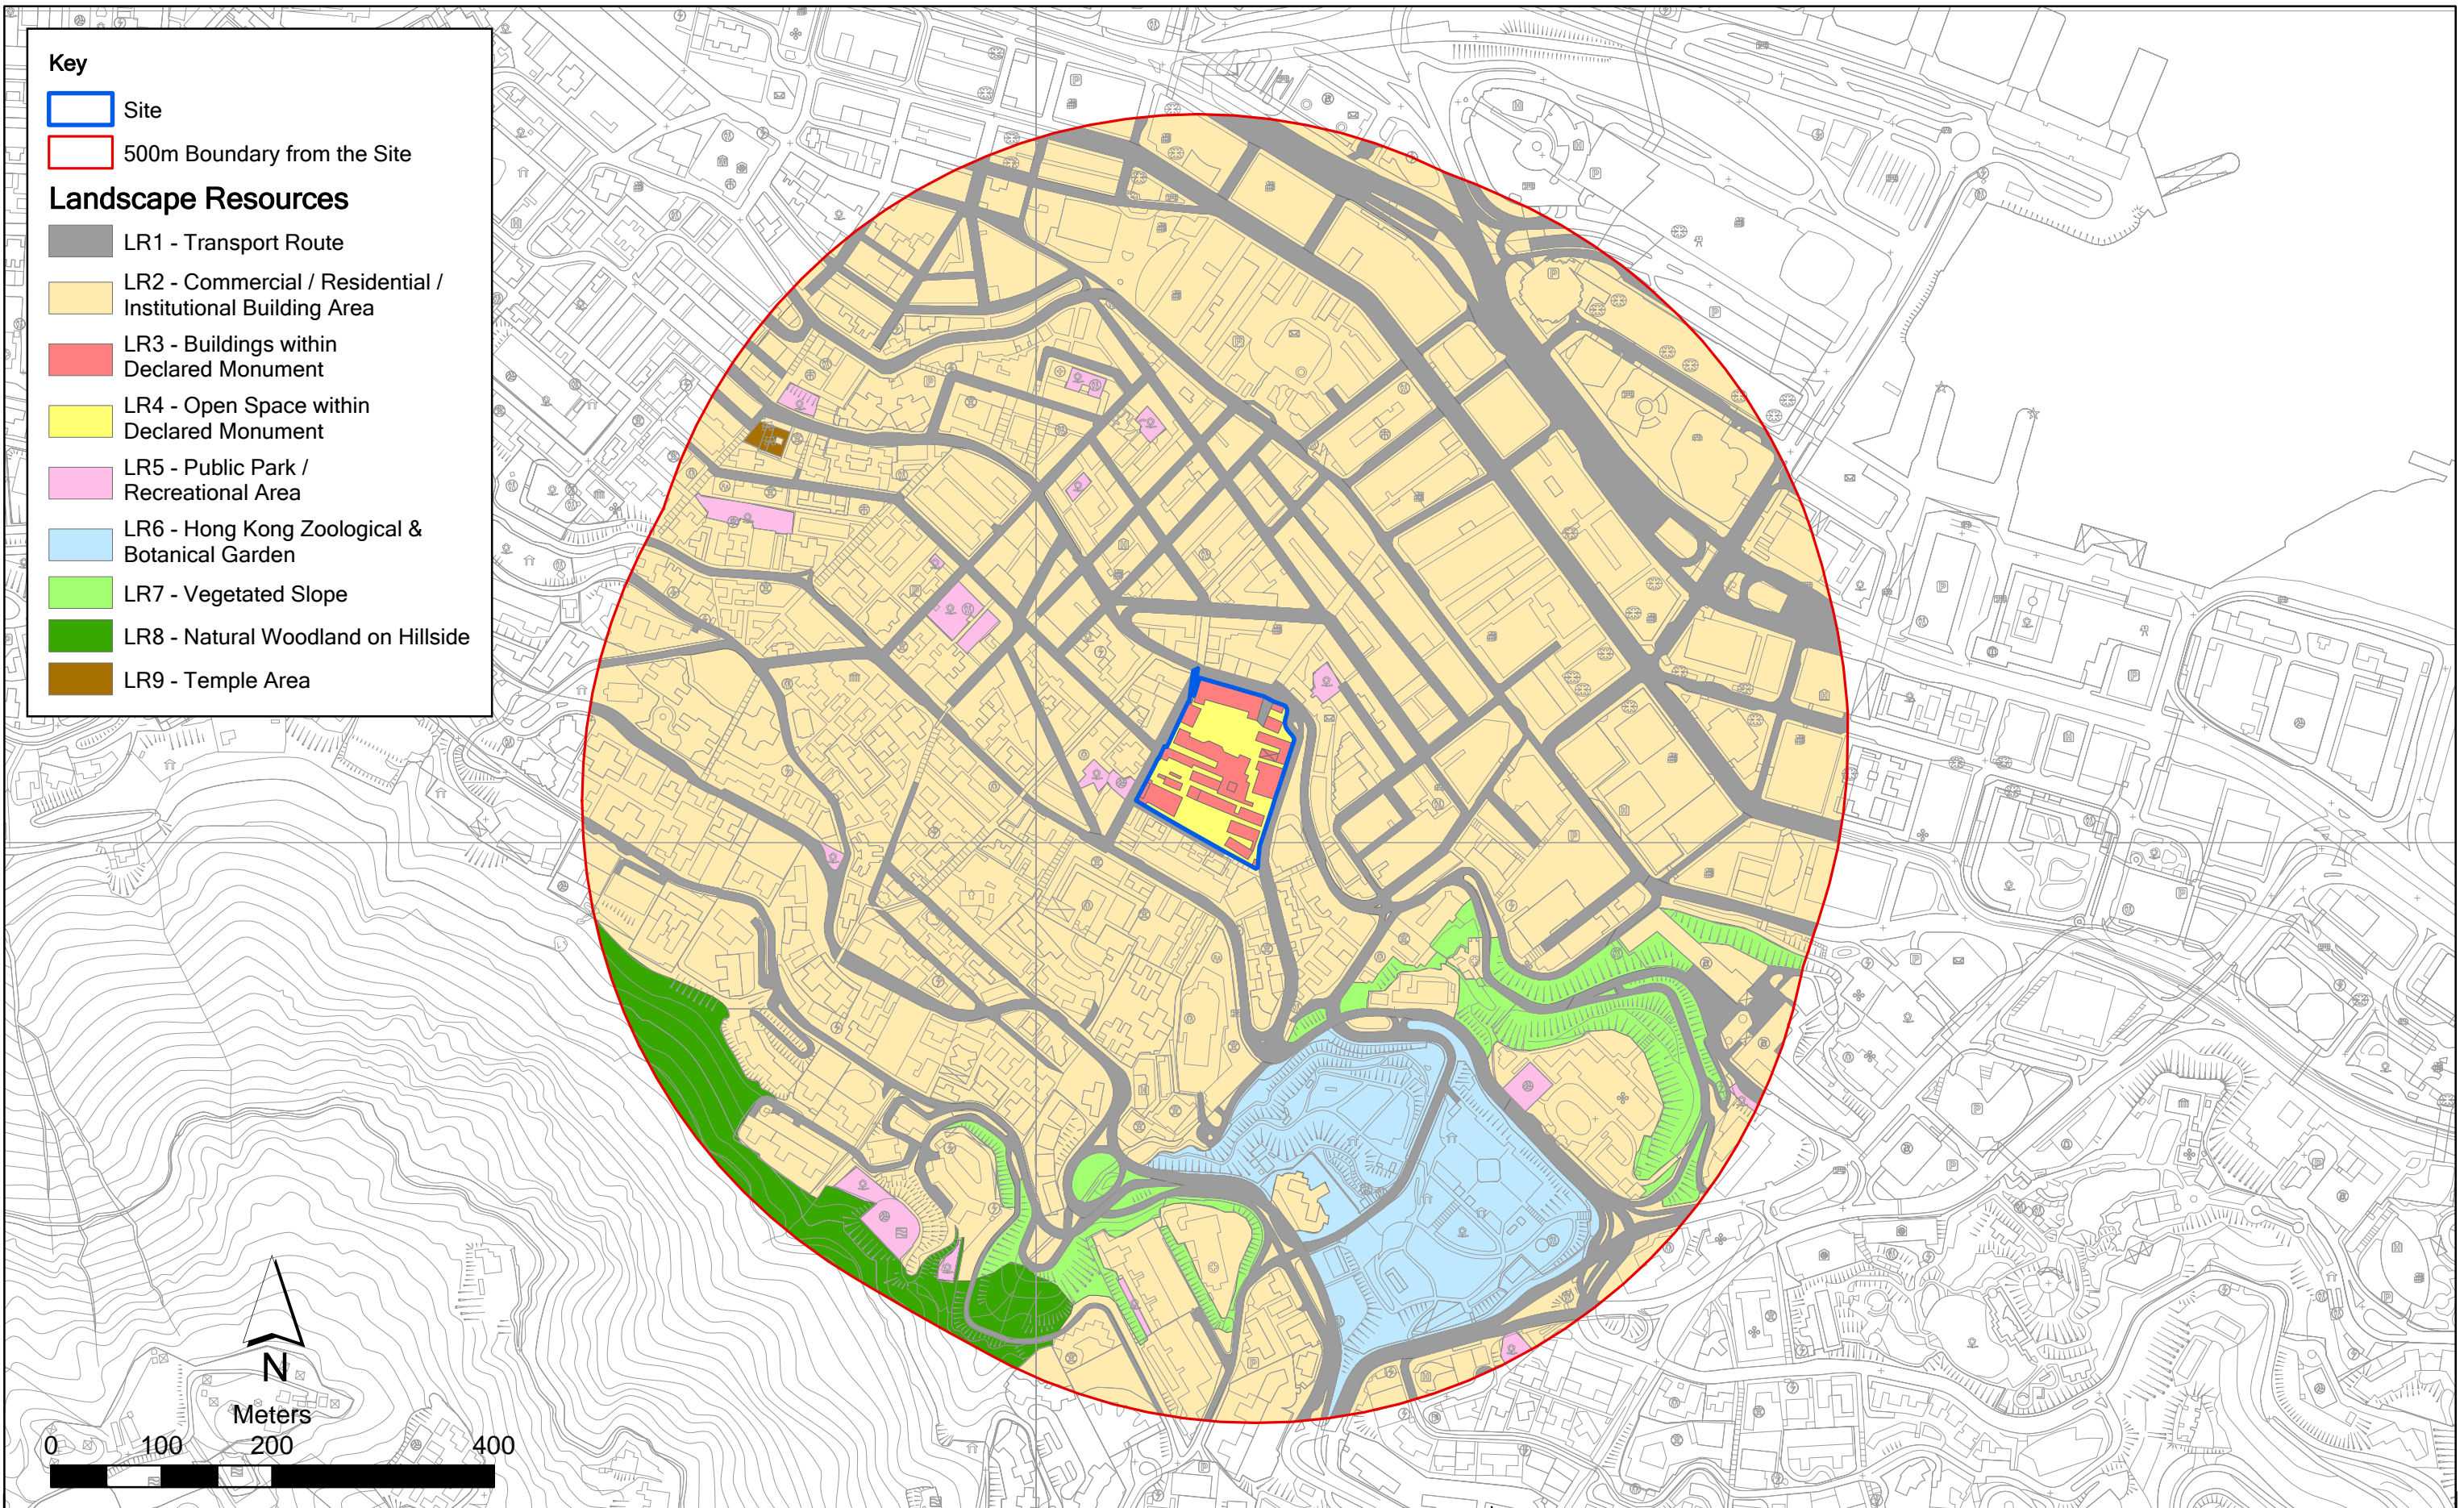 Key
Site
500m Boundary from the Site
Landscape Resources
LR1 - Transport Route
LR2 - Commercial / Residential /
Institutional Building Area
LR3 - Buildings within
Declared Monument
LR4 - Open Space within
Declared Monument
LR5 - Public Park /
Recreational Area
LR6 - Hong Kong Zoological &
Botanical Garden
LR7 - Vegetated Slope
LR8 - Natural Woodland on Hillside
LR9 - Temple Area
N
Meters
0 100 200 400